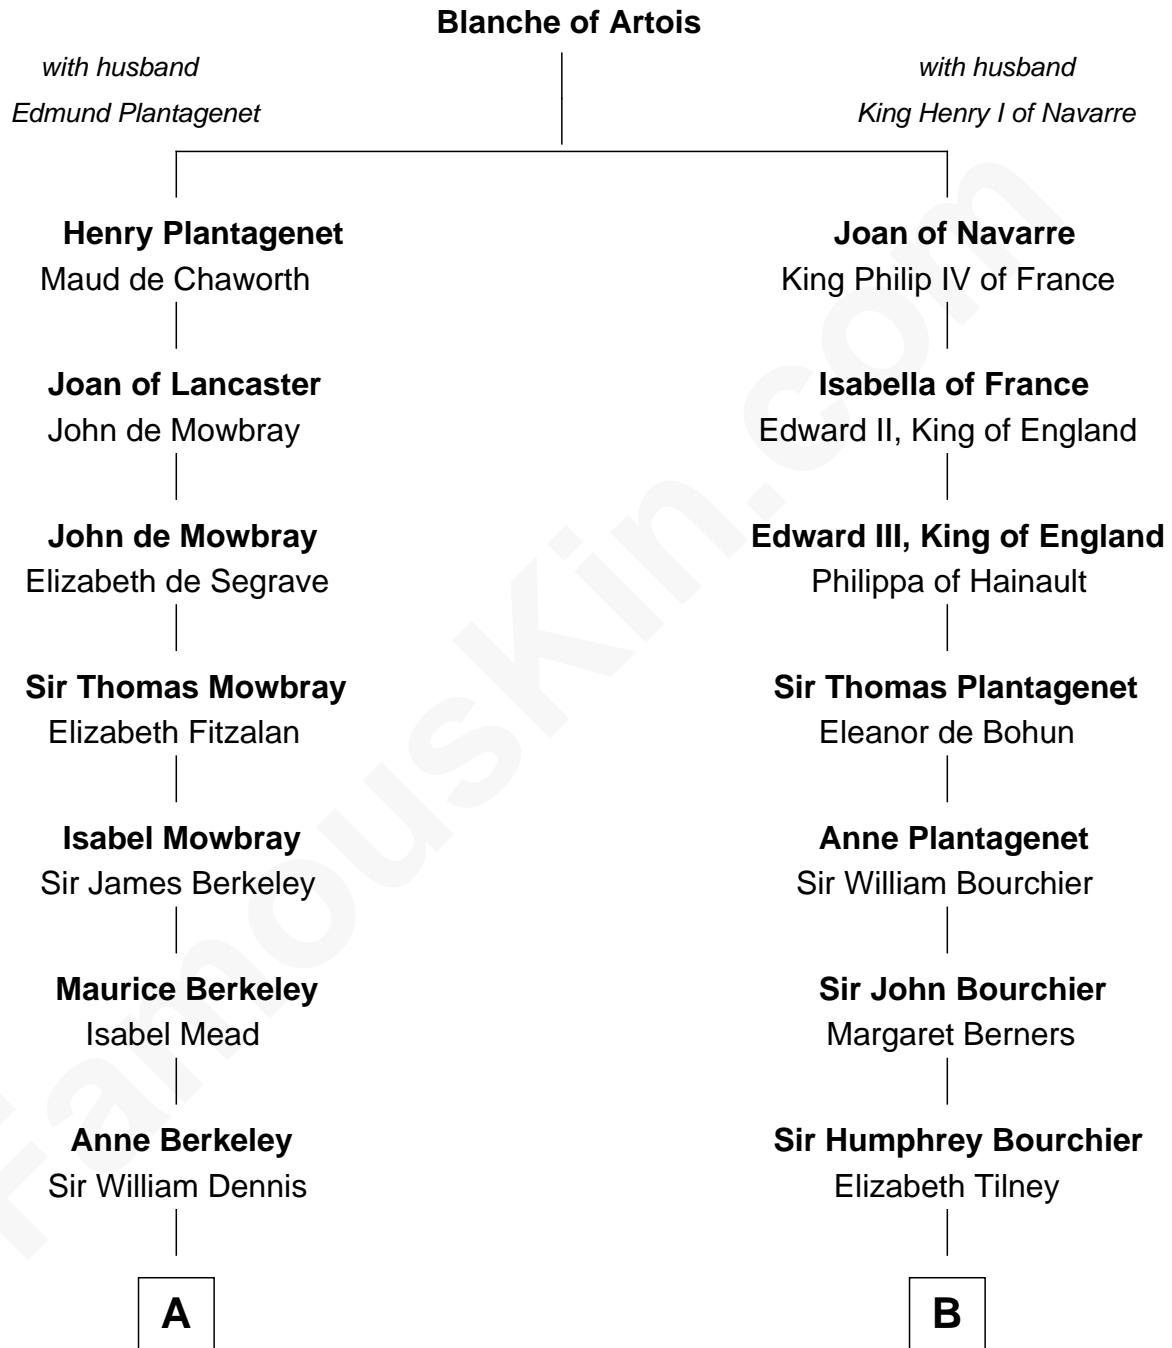 Blanche of Artois
with husband
Edmund Plantagenet
with husband
King Henry I of Navarre
Henry Plantagenet
Maud de Chaworth
Joan of Navarre
King Philip IV of France
Joan of Lancaster
John de Mowbray
Isabella of France
Edward II, King of England
John de Mowbray
Elizabeth de Segrave
Edward III, King of England
Philippa of Hainault
Sir Thomas Mowbray
Elizabeth Fitzalan
Sir Thomas Plantagenet
Eleanor de Bohun
Isabel Mowbray
Sir James Berkeley
Anne Plantagenet
Sir William Bourchier
Maurice Berkeley
Isabel Mead
Sir John Bourchier
Margaret Berners
Anne Berkeley
Sir William Dennis
Sir Humphrey Bourchier
Elizabeth Tilney
A
B
FamousKin.com